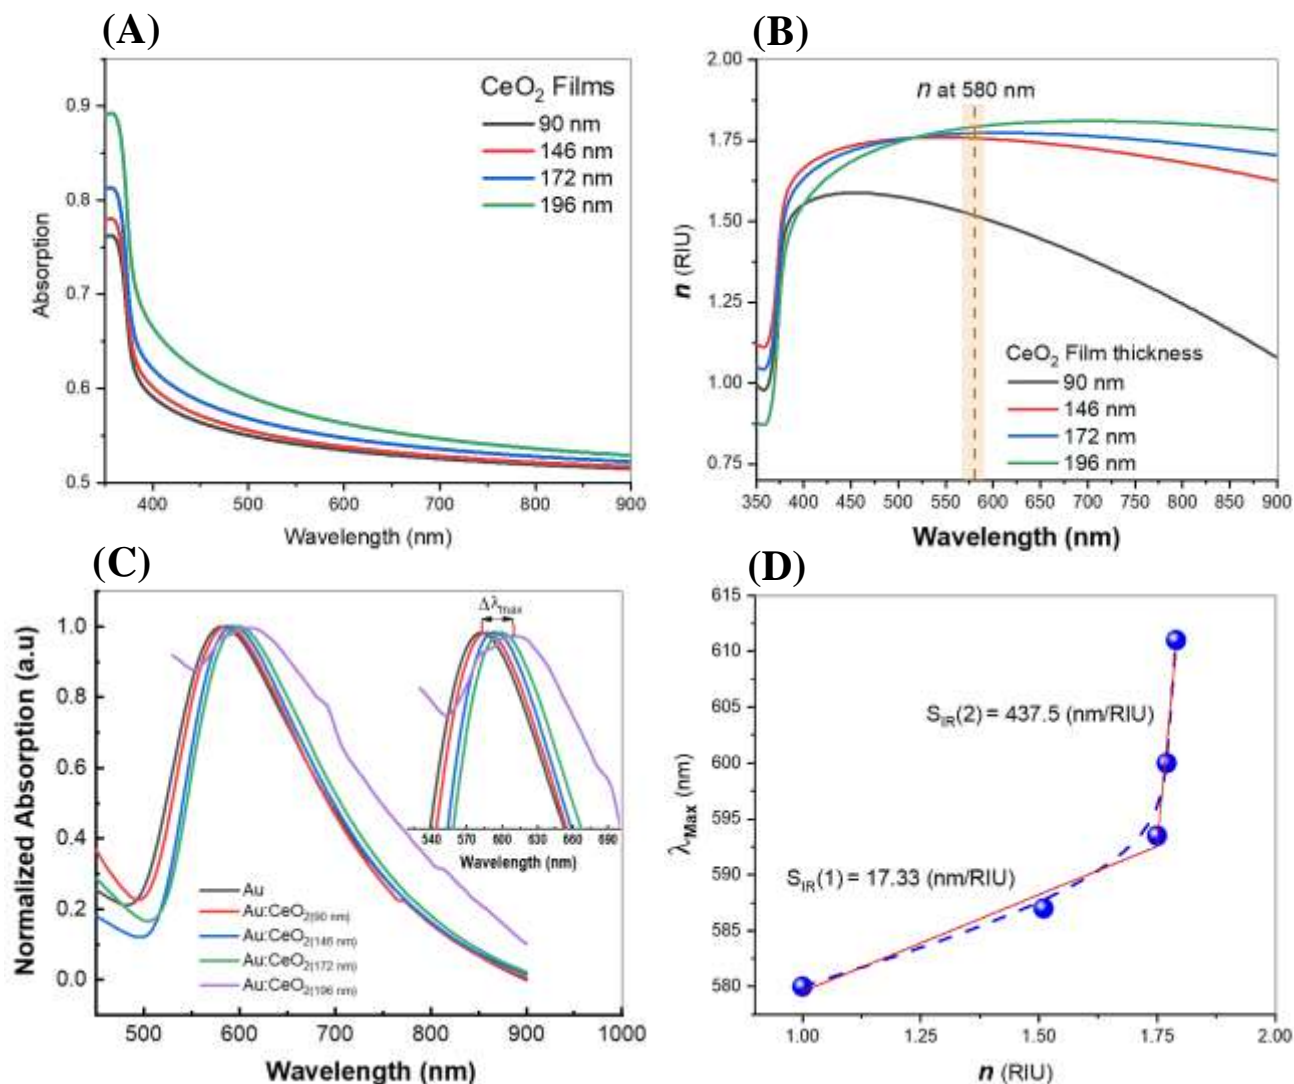 (A)
CeO₂ Films
90 nm
146 nm
172 nm
196 nm
0.9
0.8
0.7
0.6
0.5
Absorption
400 500 600 700 800 900
Wavelength (nm)
(B)
n at 580 nm
2.00
1.75
1.50
1.25
1.00
0.75
n (RIU)
CeO₂ Film thickness
90 nm
146 nm
172 nm
196 nm
350 400 450 500 550 600 650 700 750 800 850 900
Wavelength (nm)
(C)
Δλmax
1.0
0.8
0.6
0.4
0.2
0.0
Normalized Absorption (a.u)
540 570 600 630 660 690
Wavelength (nm)
Au
Au:CeO₂(90 nm)
Au:CeO₂(146 nm)
Au:CeO₂(172 nm)
Au:CeO₂(196 nm)
500 600 700 800 900 1000
Wavelength (nm)
(D)
615
610
605
600
595
590
585
580
λMax (nm)
SIR(2) = 437.5 (nm/RIU)
SIR(1) = 17.33 (nm/RIU)
1.00 1.25 1.50 1.75 2.00
n (RIU)